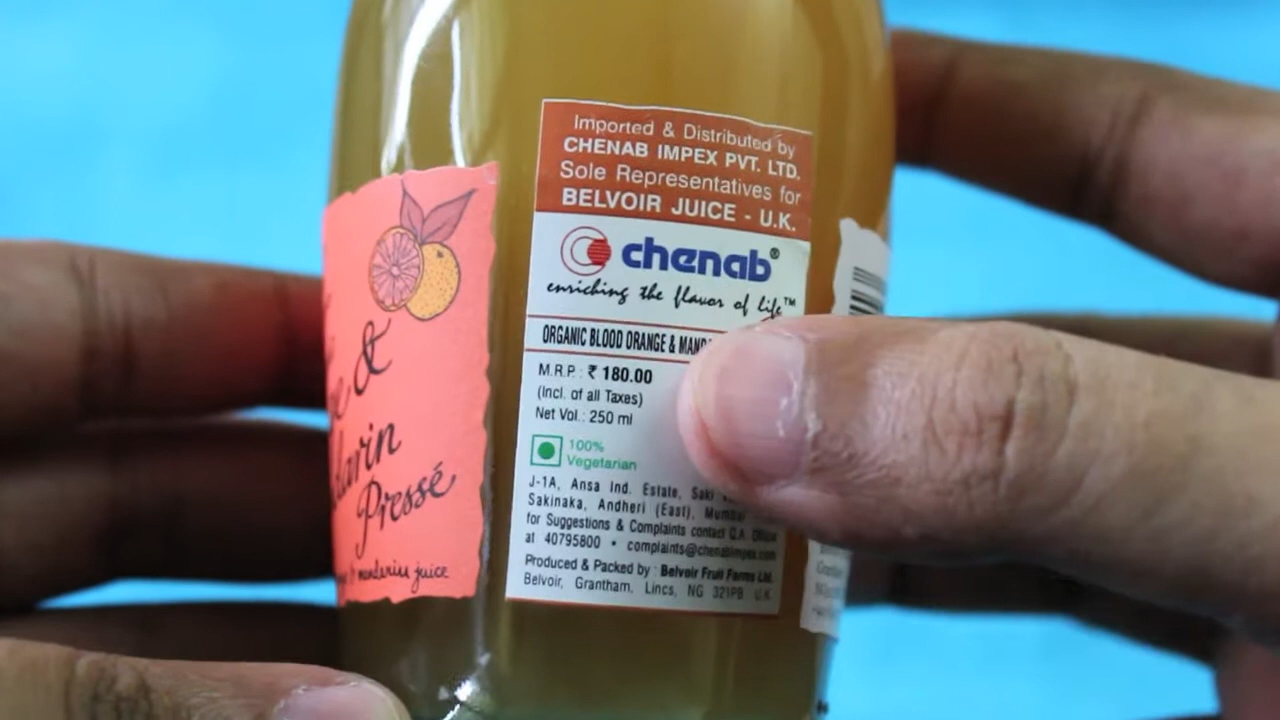 &
Pressé
mandarin juice
Imported & Distributed by
CHENAB IMPEX PVT. LTD.
Sole Representatives for
BELVOIR JUICE - U.K.
chenab®
enriching the flavor of life™
ORGANIC BLOOD ORANGE &
M.R.P.: ₹ 180.00
(Incl. of all Taxes)
Net Vol.: 250 ml
100%
Vegetarian
J-1A, Ansa Ind. Estate, Saki
Sakinaka, Andheri (East), Mumbai
for Suggestions & Complaints contact Q.A. Officer
at 40795800 • complaints@chenabimpex.com
Produced & Packed by : Belvoir Fruit Farms Ltd.
Belvoir, Grantham, Lincs, NG 321PB U.K.